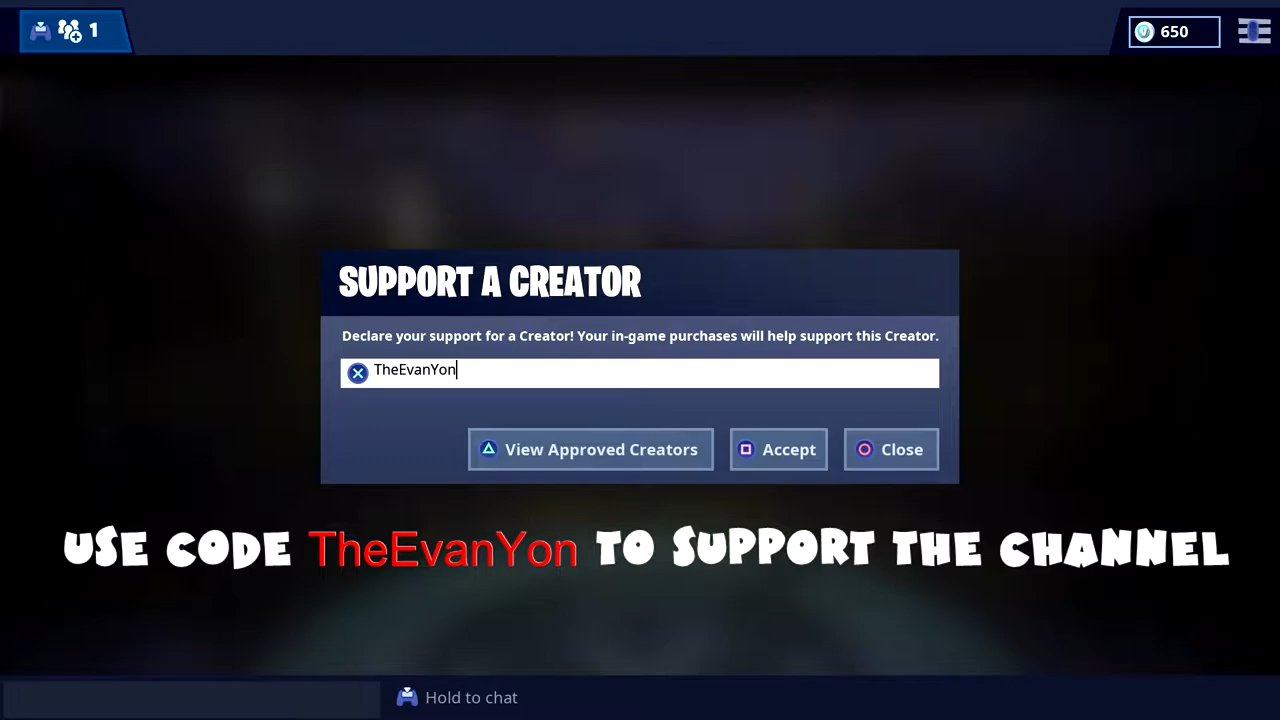 1
650
SUPPORT A CREATOR
Declare your support for a Creator! Your in-game purchases will help support this Creator.
TheEvanYon
View Approved Creators
Accept
Close
USE CODE TheEvanYon TO SUPPORT THE CHANNEL
Hold to chat